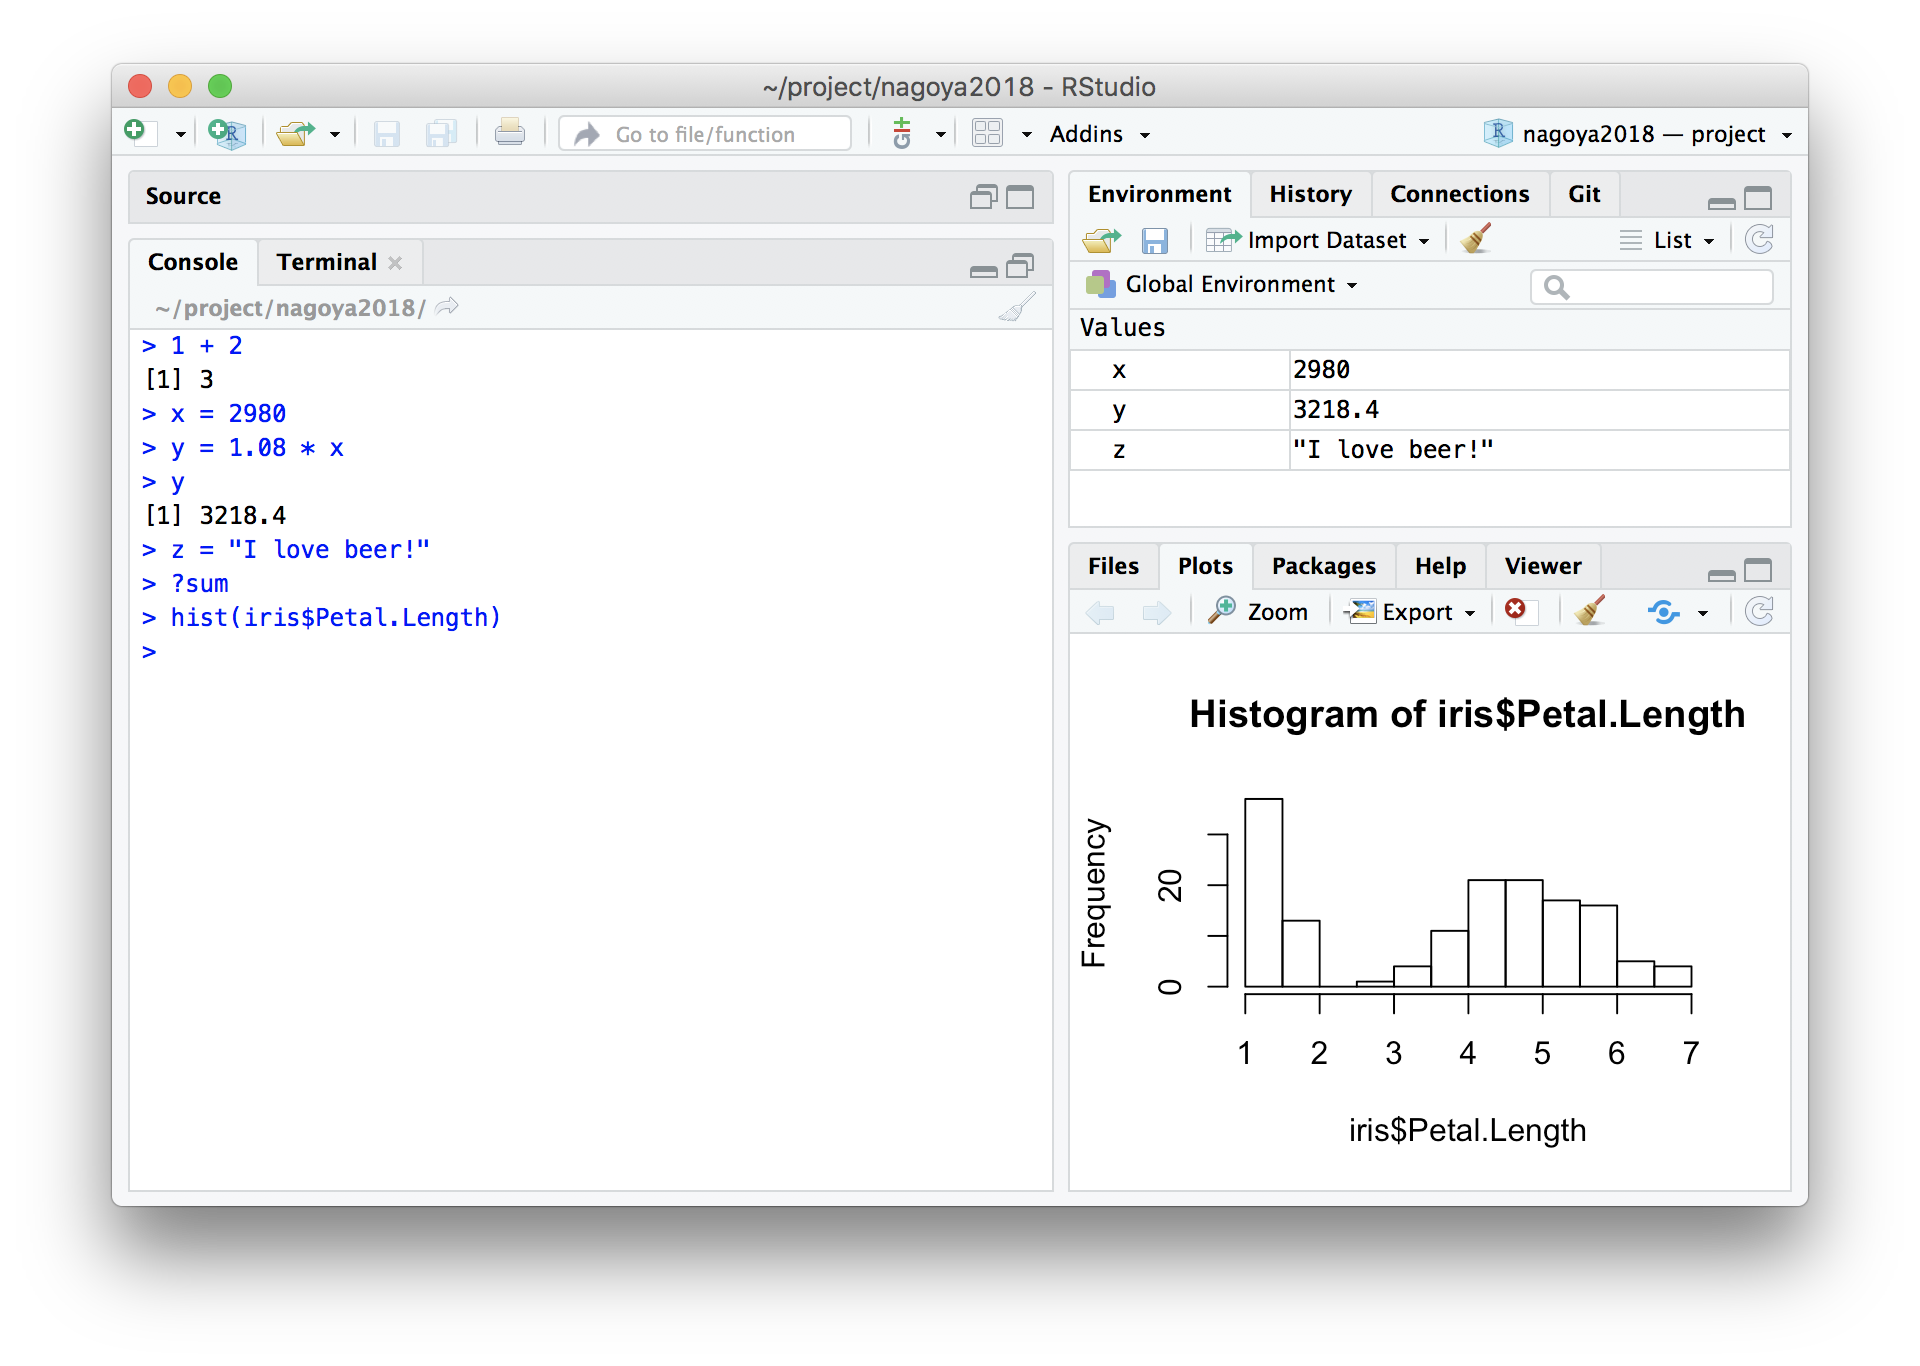 ~/project/nagoya2018 - RStudio
Go to file/function
Addins
nagoya2018 — project
Source
Console
Terminal
~/project/nagoya2018/
> 1 + 2
[1] 3
> x = 2980
> y = 1.08 * x
> y
[1] 3218.4
> z = "I love beer!"
> ?sum
> hist(iris$Petal.Length)
>
Environment
History
Connections
Git
Import Dataset
List
Global Environment
Values
x 2980
y 3218.4
z "I love beer!"
Files
Plots
Packages
Help
Viewer
Zoom
Export
Histogram of iris$Petal.Length
Frequency
20
0
1 2 3 4 5 6 7
iris$Petal.Length